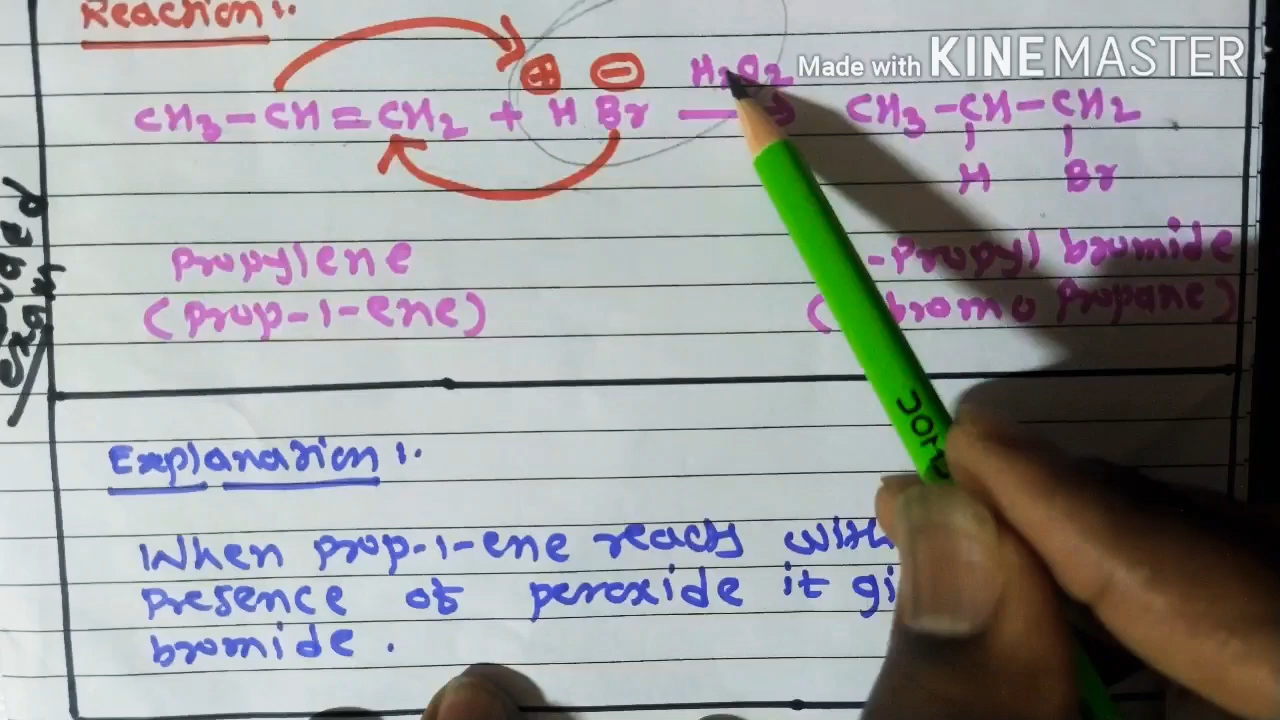 Reaction:
Made with KINEMASTER
⊕ ⊖ H2O2
CH3 - CH = CH2 + H Br → CH3 - CH - CH2
H Br
Propylene
-Propyl bromide
(Prop-1-ene)
bromo Propane)
Exam
Explanation:
When prop-1-ene reacts with
presence of peroxide it gi
bromide.